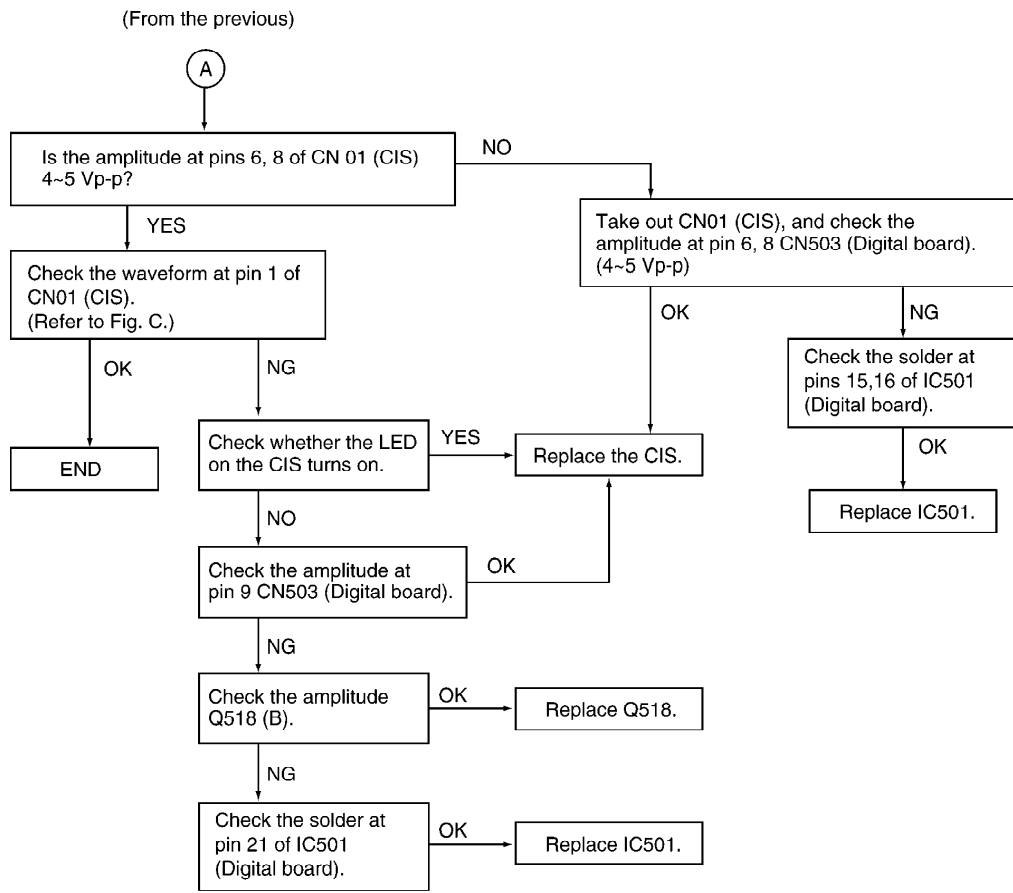 (From the previous)
A
Is the amplitude at pins 6, 8 of CN 01 (CIS)
4~5 Vp-p?
NO
YES
Take out CN01 (CIS), and check the
amplitude at pin 6, 8 CN503 (Digital board).
(4~5 Vp-p)
Check the waveform at pin 1 of
CN01 (CIS).
(Refer to Fig. C.)
OK
NG
OK
NG
Check the solder at
pins 15,16 of IC501
(Digital board).
Check whether the LED
on the CIS turns on.
YES
Replace the CIS.
END
OK
Replace IC501.
NO
Check the amplitude at
pin 9 CN503 (Digital board).
OK
NG
Check the amplitude
Q518 (B).
OK
Replace Q518.
NG
Check the solder at
pin 21 of IC501
(Digital board).
OK
Replace IC501.